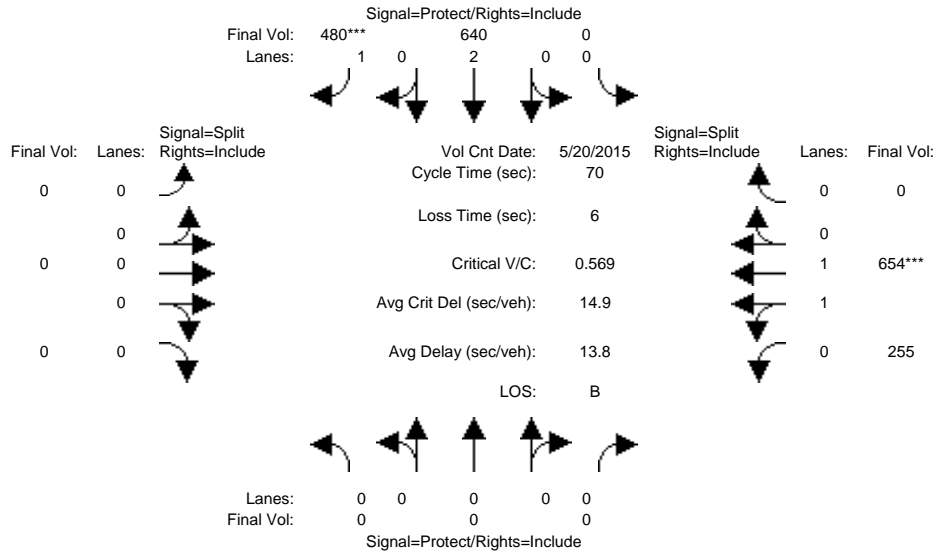 Signal=Protect/Rights=Include
Final Vol: 480*** 640 0
Lanes: 1 0 2 0 0
Signal=Split
Final Vol: Lanes: Rights=Include
Vol Cnt Date: 5/20/2015
Signal=Split
Rights=Include Lanes: Final Vol:
Cycle Time (sec): 70
0 0
0 0
Loss Time (sec): 6
0
0
0 0
Critical V/C: 0.569
1 654***
0
Avg Crit Del (sec/veh): 14.9
1
0 0
Avg Delay (sec/veh): 13.8
0 255
LOS: B
Lanes: 0 0 0 0 0
Final Vol: 0 0 0
Signal=Protect/Rights=Include